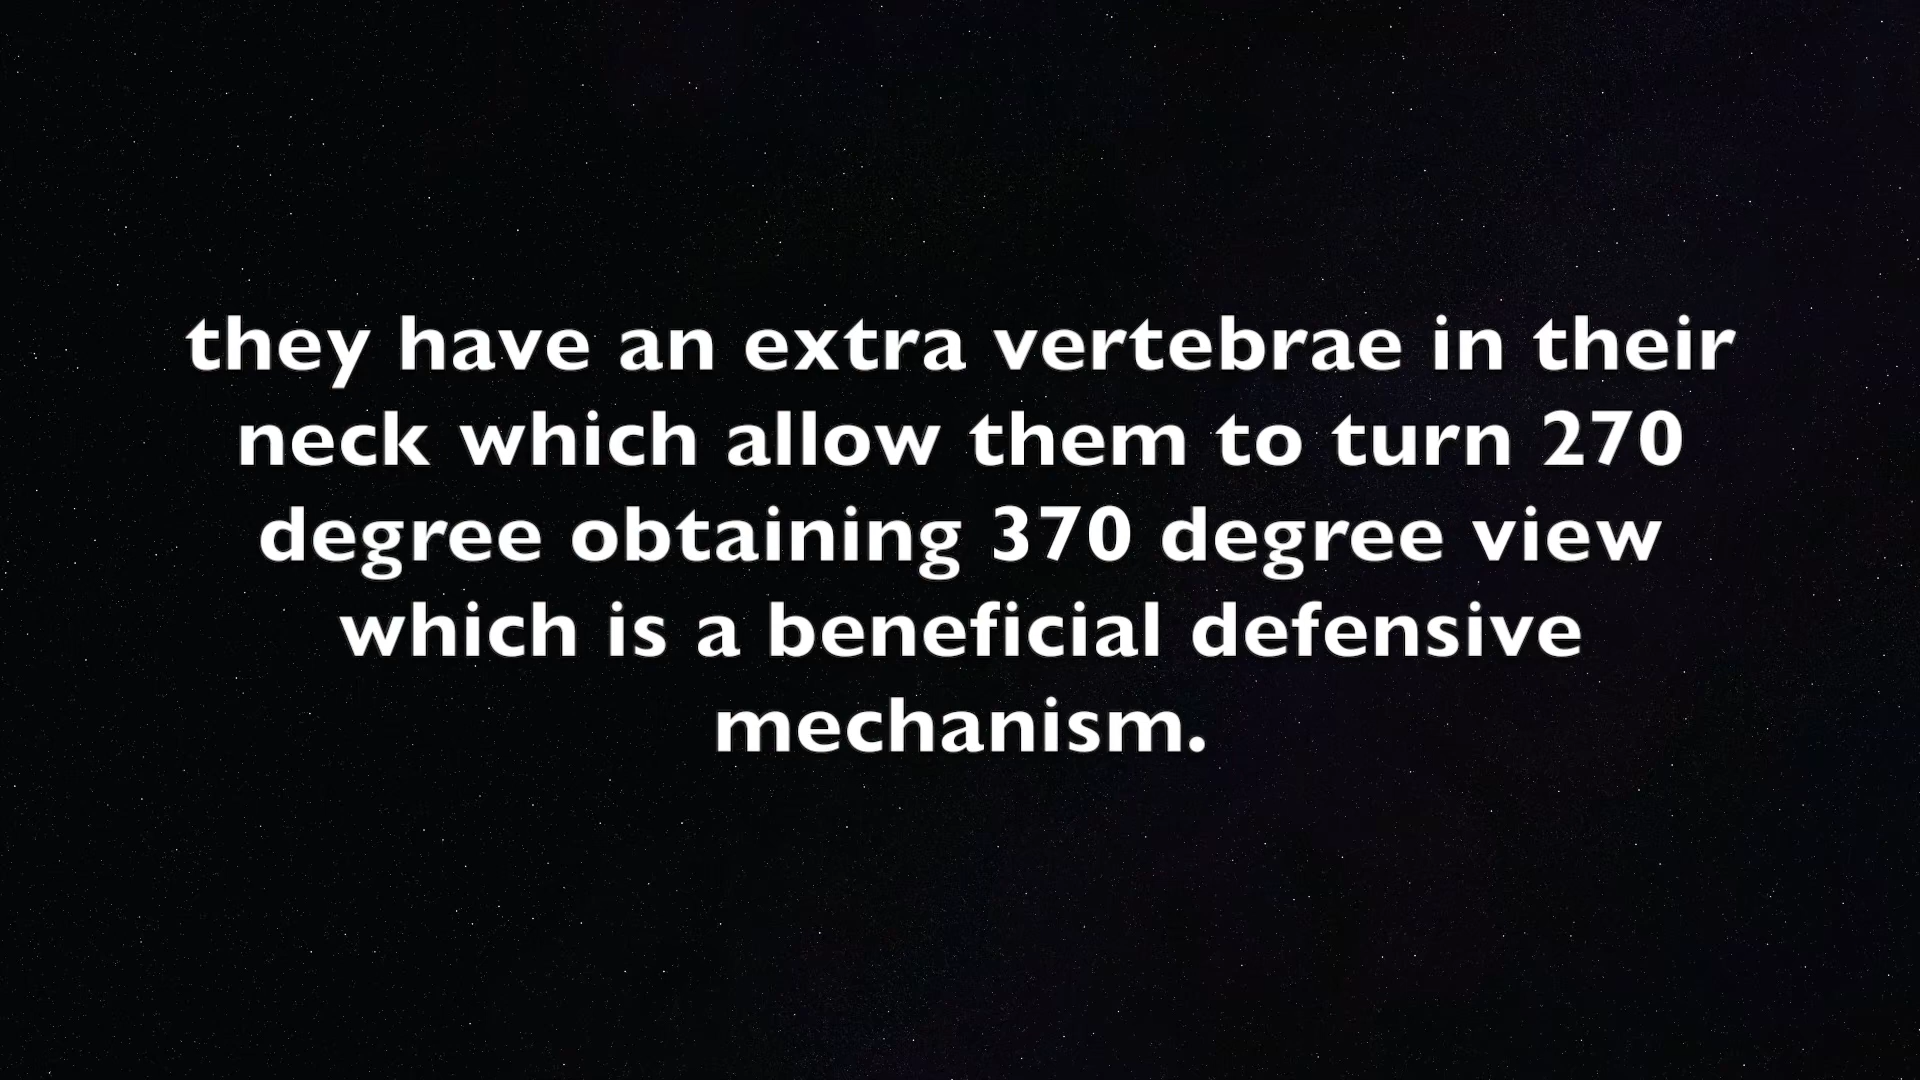 they have an extra vertebrae in their
neck which allow them to turn 270
degree obtaining 370 degree view
which is a beneficial defensive
mechanism.